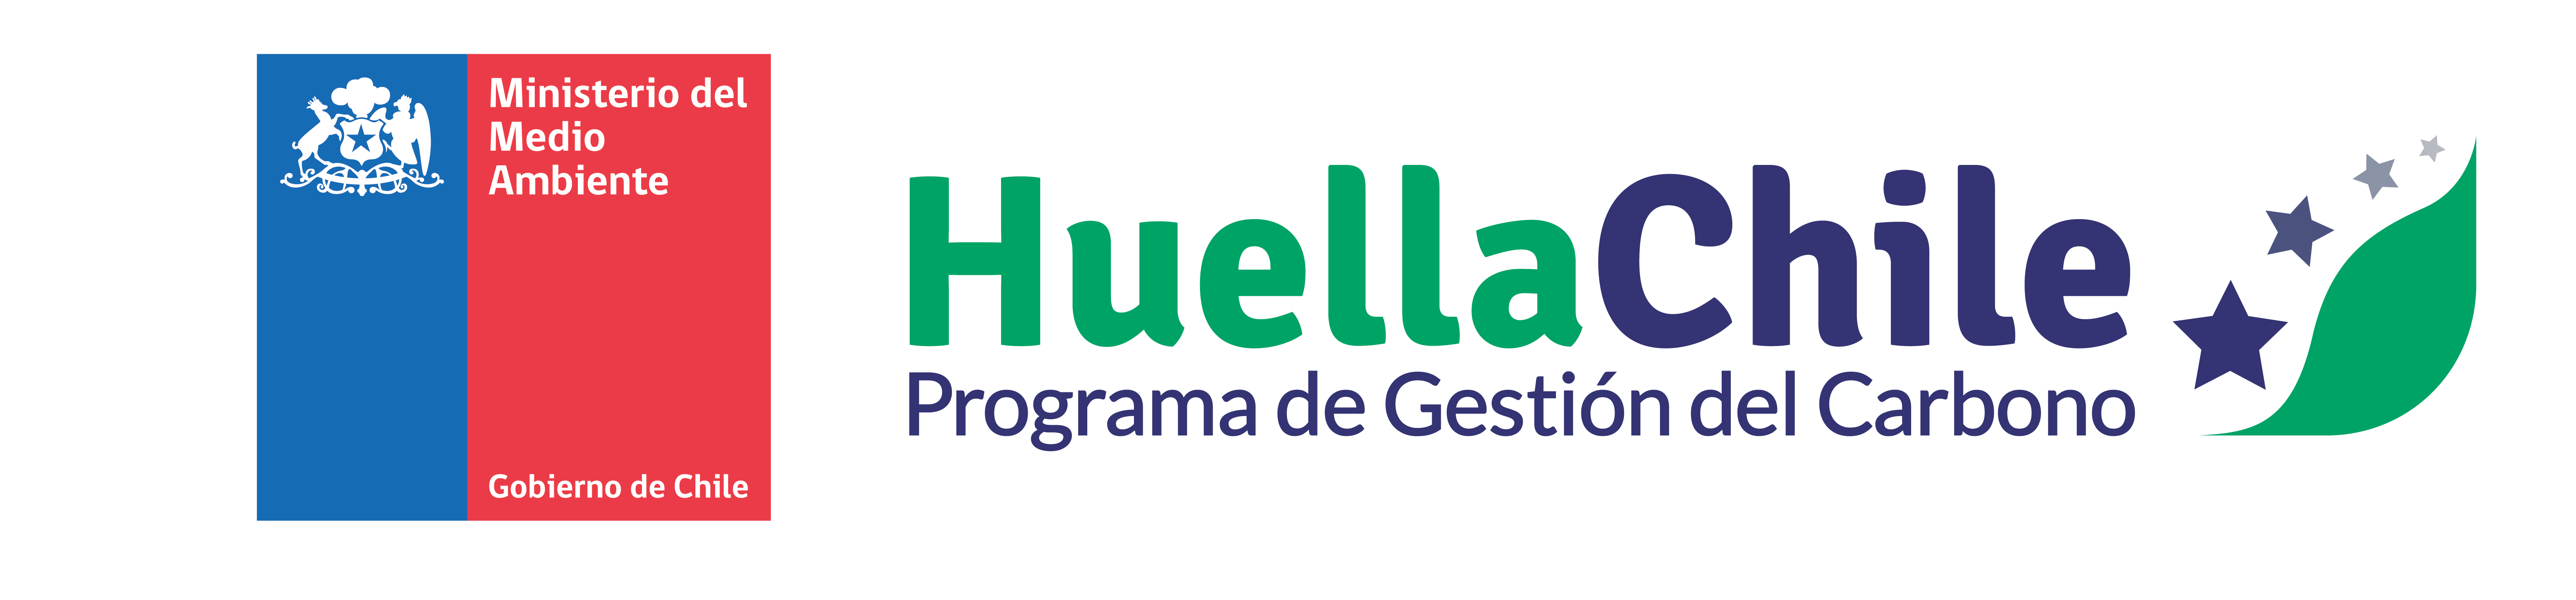 Ministerio del
Medio
Ambiente
Gobierno de Chile
HuellaChile
Programa de Gestión del Carbono